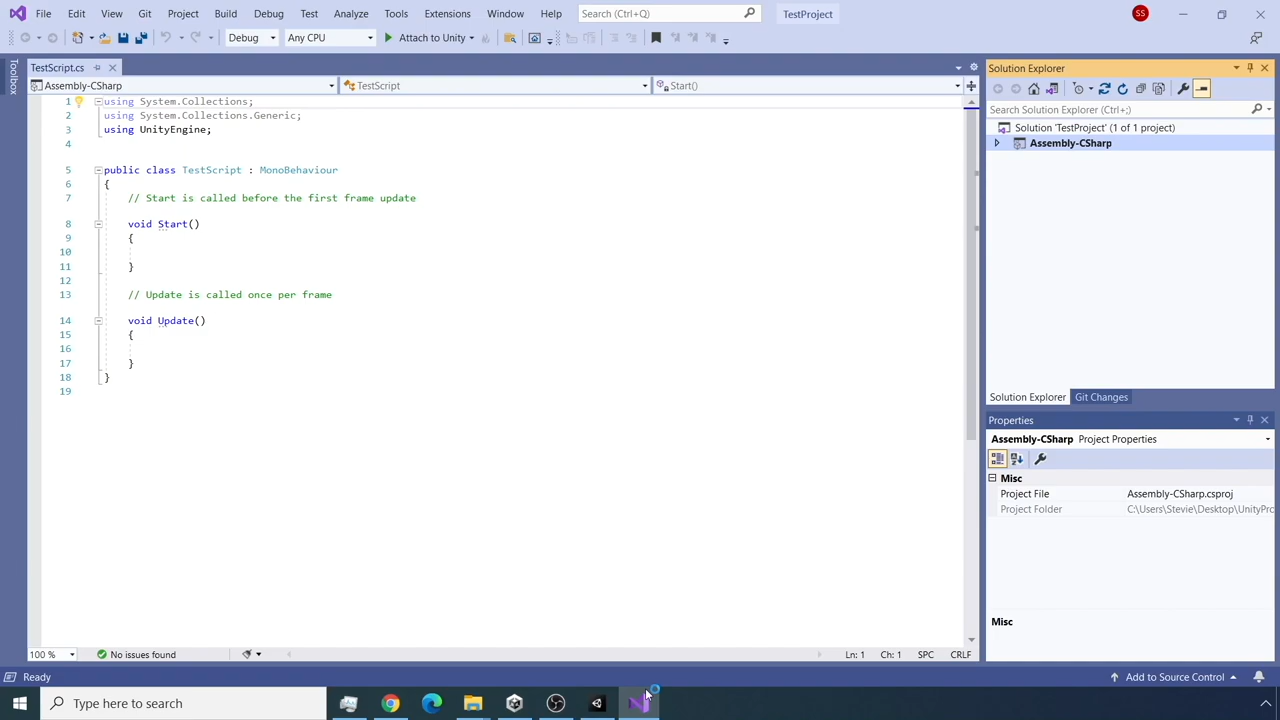 File Edit View Git Project Build Debug Test Analyze Tools Extensions Window Help Search (Ctrl+Q) TestProject SS
Debug Any CPU Attach to Unity
Toolbox
TestScript.cs
Assembly-CSharp TestScript Start()
1 using System.Collections;
2 using System.Collections.Generic;
3 using UnityEngine;
4
5 public class TestScript : MonoBehaviour
6 {
7 // Start is called before the first frame update
8 void Start()
9 {
10
11 }
12
13 // Update is called once per frame
14 void Update()
15 {
16
17 }
18 }
19
100 % No issues found Ln: 1 Ch: 1 SPC CRLF
Solution Explorer
Search Solution Explorer (Ctrl+;)
Solution 'TestProject' (1 of 1 project)
Assembly-CSharp
Solution Explorer Git Changes
Properties
Assembly-CSharp Project Properties
Misc
Project File Assembly-CSharp.csproj
Project Folder C:\Users\Stevie\Desktop\UnityPro
Misc
Ready Add to Source Control
Type here to search